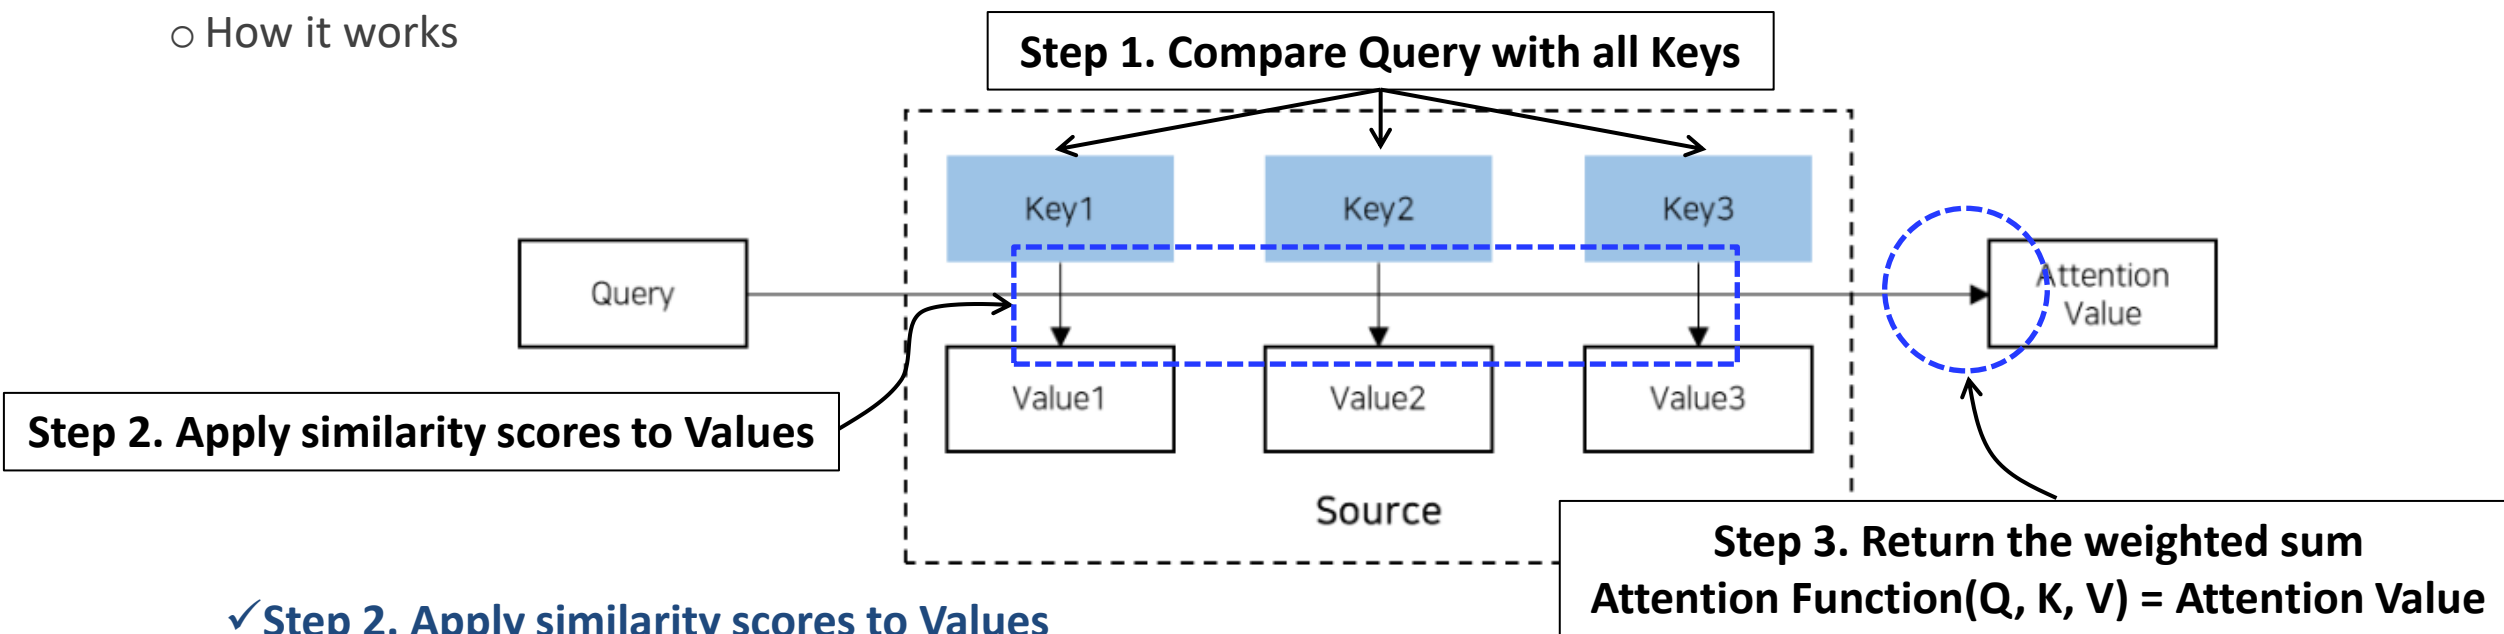 ○ How it works
Step 1. Compare Query with all Keys
Key1
Key2
Key3
Query
Attention
Value
Value1
Value2
Value3
Step 2. Apply similarity scores to Values
Source
Step 3. Return the weighted sum
Attention Function(Q, K, V) = Attention Value
✓Step 2. Apply similarity scores to Values